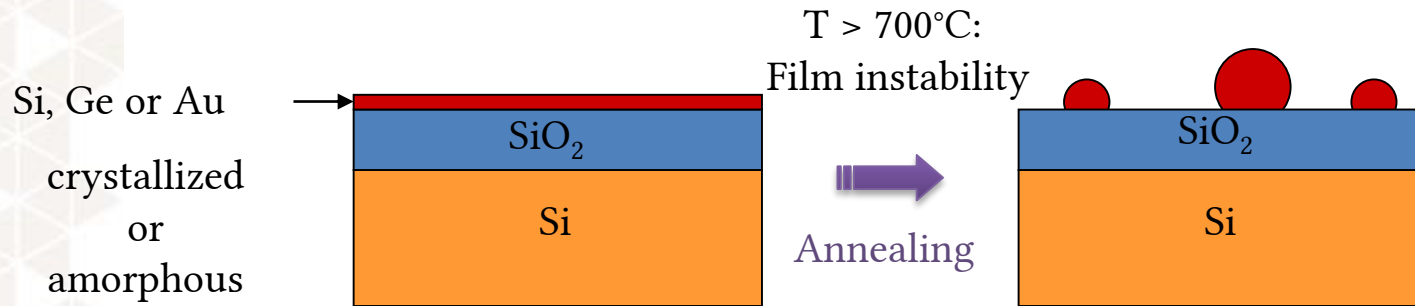 T > 700°C:
Film instability
Si, Ge or Au
crystallized
or
amorphous
SiO₂
Si
Annealing
SiO₂
Si